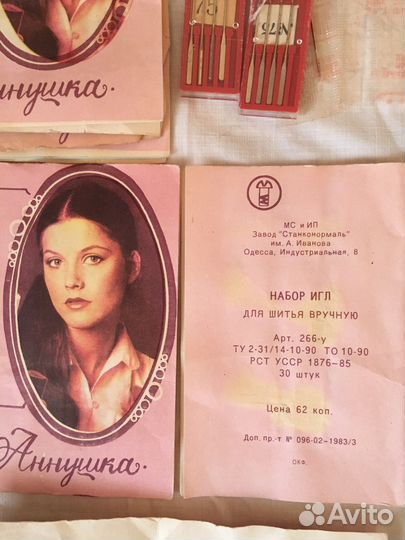 Аннушка.
№75
Аннушка.
МС и ИП
Завод "Станконормаль"
им. А. Иванова
Одесса, Индустриальная, 8
НАБОР ИГЛ
ДЛЯ ШИТЬЯ ВРУЧНУЮ
Арт. 266-у
ТУ 2-31/14-10-90 ТО 10-90
РСТ УССР 1876-85
30 штук
Цена 62 коп.
Доп. пр-т № 096-02-1983/3
ОКФ.
Avito